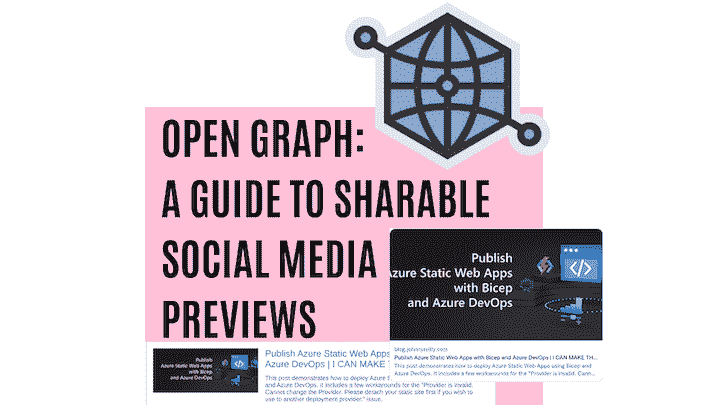 OPEN GRAPH:
A GUIDE TO SHARABLE
SOCIAL MEDIA
PREVIEWS
Publish
Azure Static Web Apps
with Bicep
and Azure DevOps
blog.johnnyreilly.com
Publish Azure Static Web Apps with Bicep and Azure DevOps | I CAN MAKE TH...
This post demonstrates how to deploy Azure Static Web Apps using Bicep and
Azure DevOps. It includes a few workarounds for the "Provider is invalid. Cann...
Publish
Azure Static Web Apps
with Bicep
and Azure DevOps
Publish Azure Static Web Apps
Azure DevOps | I CAN MAKE T
This post demonstrates how to deploy Azure S
and Azure DevOps. It includes a few workarounds for the "Provider is invalid.
Cannot change the Provider. Please detach your static site first if you wish to
use to another deployment provider." issue.